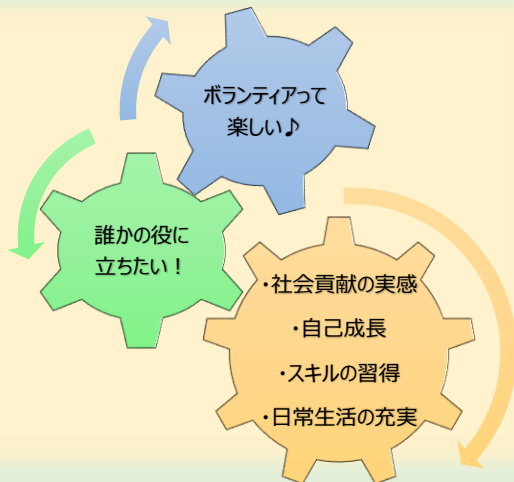 ボランティアって
楽しい♪
誰かの役に
立ちたい！
・社会貢献の実感
・自己成長
・スキルの習得
・日常生活の充実